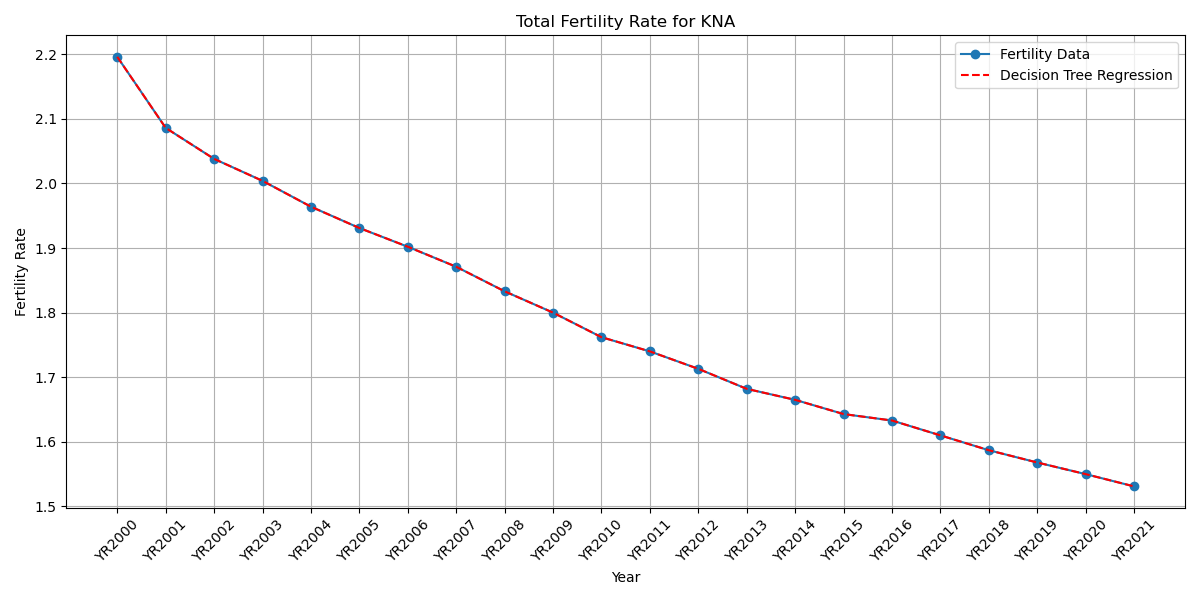 Total Fertility Rate for KNA
Fertility Data
Decision Tree Regression
Fertility Rate
2.2
2.1
2.0
1.9
1.8
1.7
1.6
1.5
YR2000
YR2001
YR2002
YR2003
YR2004
YR2005
YR2006
YR2007
YR2008
YR2009
YR2010
YR2011
YR2012
YR2013
YR2014
YR2015
YR2016
YR2017
YR2018
YR2019
YR2020
YR2021
Year